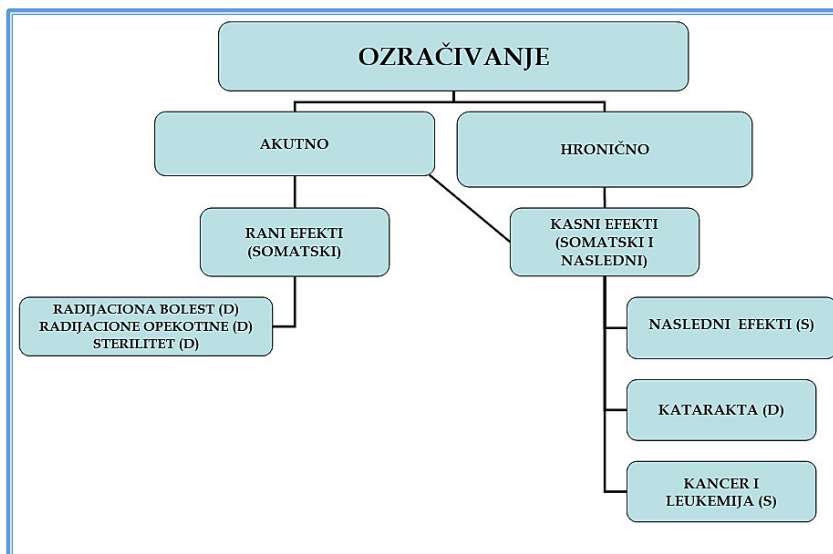 OZRAČIVANJE
AKUTNO
HRONIČNO
RANI EFEKTI
(SOMATSKI)
KASNI EFEKTI
(SOMATSKI I
NASLEDNI)
RADIJACIONA BOLEST (D)
RADIJACIONE OPEKOTINE (D)
STERILITET (D)
NASLEDNI EFEKTI (S)
KATARAKTA (D)
KANCER I
LEUKEMIJA (S)